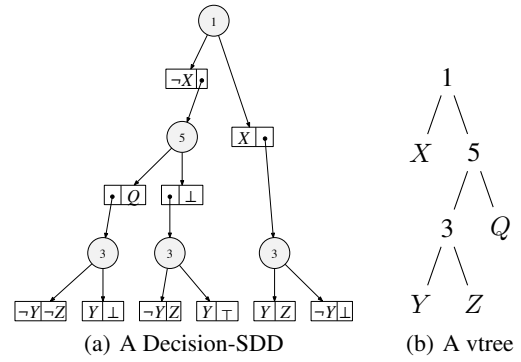 1
¬X
X
1
5
X 5
Q ⊥
3 Q
3 3 3
¬Y ¬Z Y ⊥ ¬Y Z Y ⊤ Y Z ¬Y ⊥
Y Z
(a) A Decision-SDD (b) A vtree